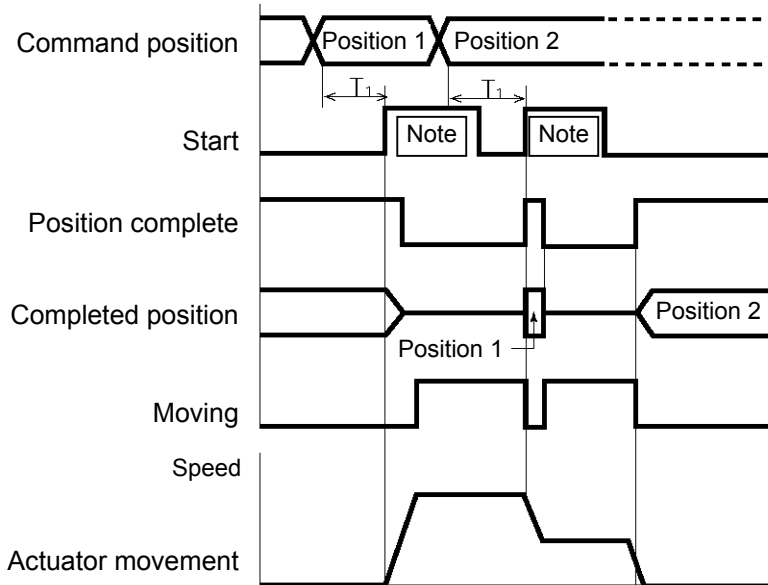 Command position
Position 1
Position 2
T₁
T₁
Start
Note
Note
Position complete
Completed position
Position 2
Position 1
Moving
Speed
Actuator movement